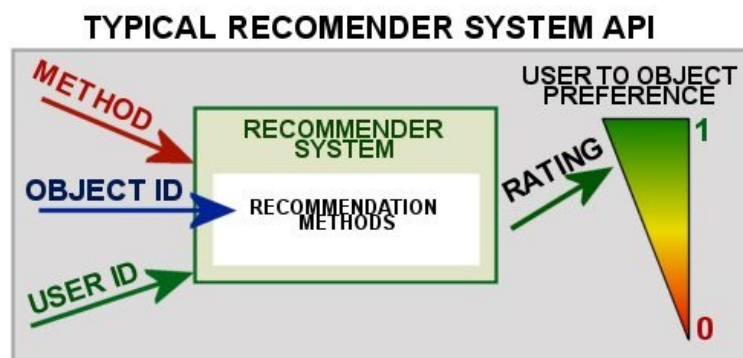 TYPICAL RECOMENDER SYSTEM API
METHOD
OBJECT ID
USER ID
RECOMMENDER
SYSTEM
RECOMMENDATION
METHODS
RATING
USER TO OBJECT
PREFERENCE
1
0